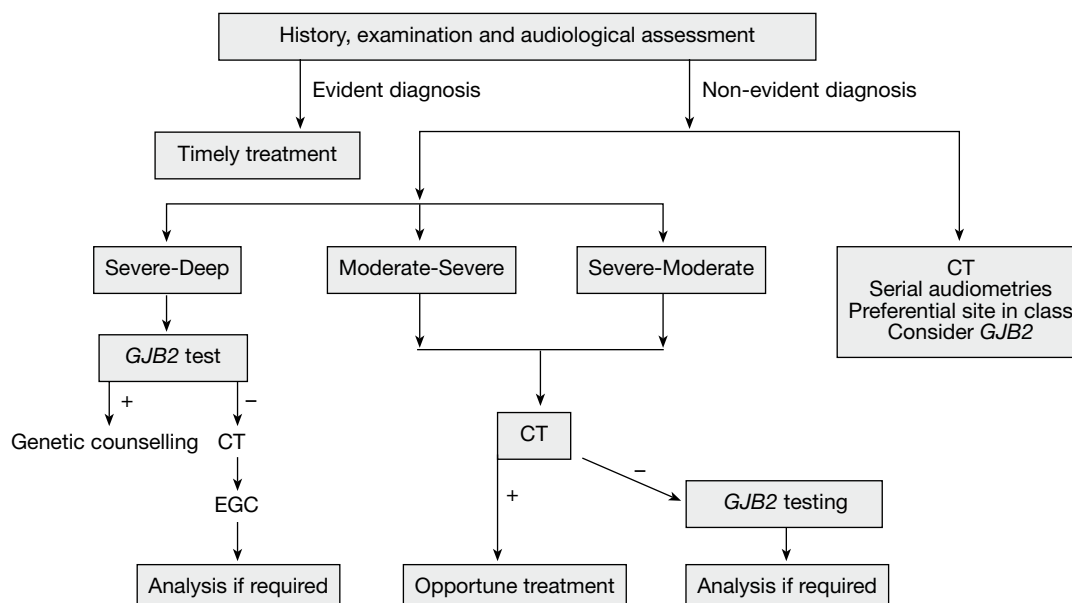 History, examination and audiological assessment
Evident diagnosis
Non-evident diagnosis
Timely treatment
Severe-Deep
Moderate-Severe
Severe-Moderate
CT
Serial audiometries
Preferential site in class
Consider GJB2
GJB2 test
+
–
Genetic counselling
CT
CT
–
+
EGC
GJB2 testing
Analysis if required
Opportune treatment
Analysis if required